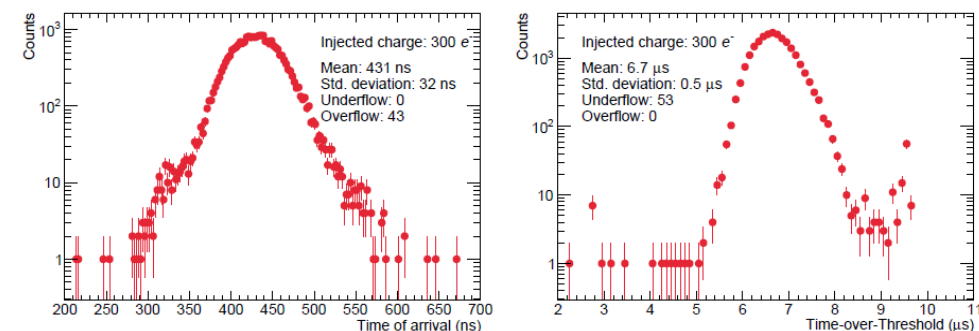 Counts
10³
10²
10
1
Injected charge: 300 e⁻
Mean: 431 ns
Std. deviation: 32 ns
Underflow: 0
Overflow: 43
200 250 300 350 400 450 500 550 600 650 700
Time of arrival (ns)
Counts
10³
10²
10
1
Injected charge: 300 e⁻
Mean: 6.7 μs
Std. deviation: 0.5 μs
Underflow: 53
Overflow: 0
2 3 4 5 6 7 8 9 10 11
Time-over-Threshold (μs)